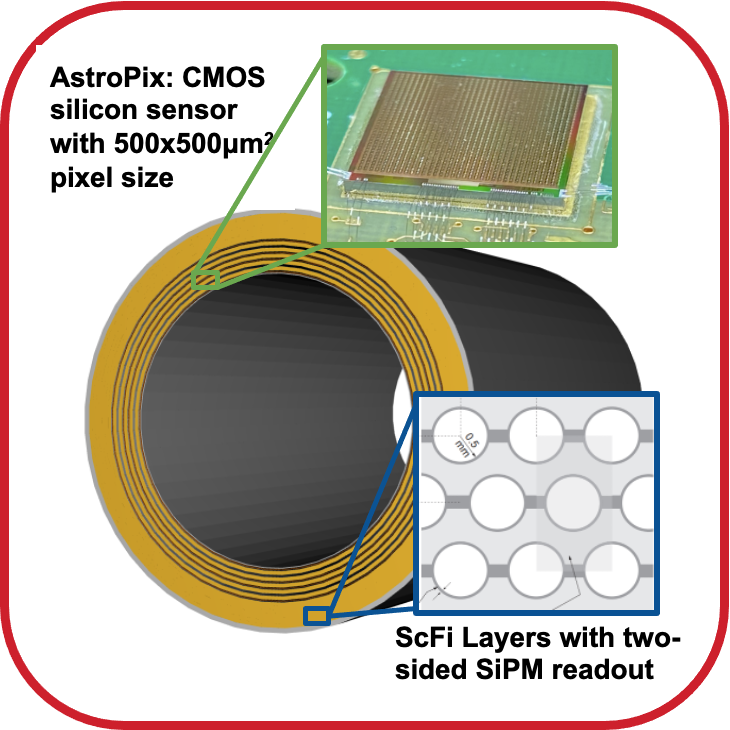 AstroPix: CMOS
silicon sensor
with 500x500µm²
pixel size
0.5
mm
ScFi Layers with two-
sided SiPM readout